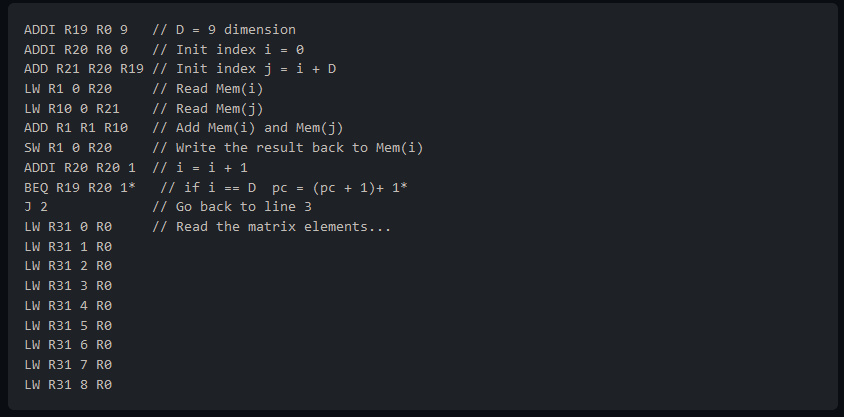 ADDI R19 R0 9   // D = 9 dimension
ADDI R20 R0 0   // Init index i = 0
ADD R21 R20 R19 // Init index j = i + D
LW R1 0 R20     // Read Mem(i)
LW R10 0 R21    // Read Mem(j)
ADD R1 R1 R10   // Add Mem(i) and Mem(j)
SW R1 0 R20     // Write the result back to Mem(i)
ADDI R20 R20 1  // i = i + 1
BEQ R19 R20 1*   // if i == D  pc = (pc + 1)+ 1*
J 2             // Go back to line 3
LW R31 0 R0     // Read the matrix elements...
LW R31 1 R0
LW R31 2 R0
LW R31 3 R0
LW R31 4 R0
LW R31 5 R0
LW R31 6 R0
LW R31 7 R0
LW R31 8 R0